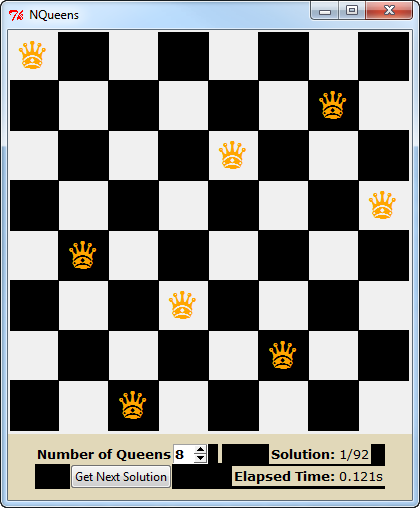 NQueens
Number of Queens 8 Solution: 1/92
Get Next Solution Elapsed Time: 0.121s